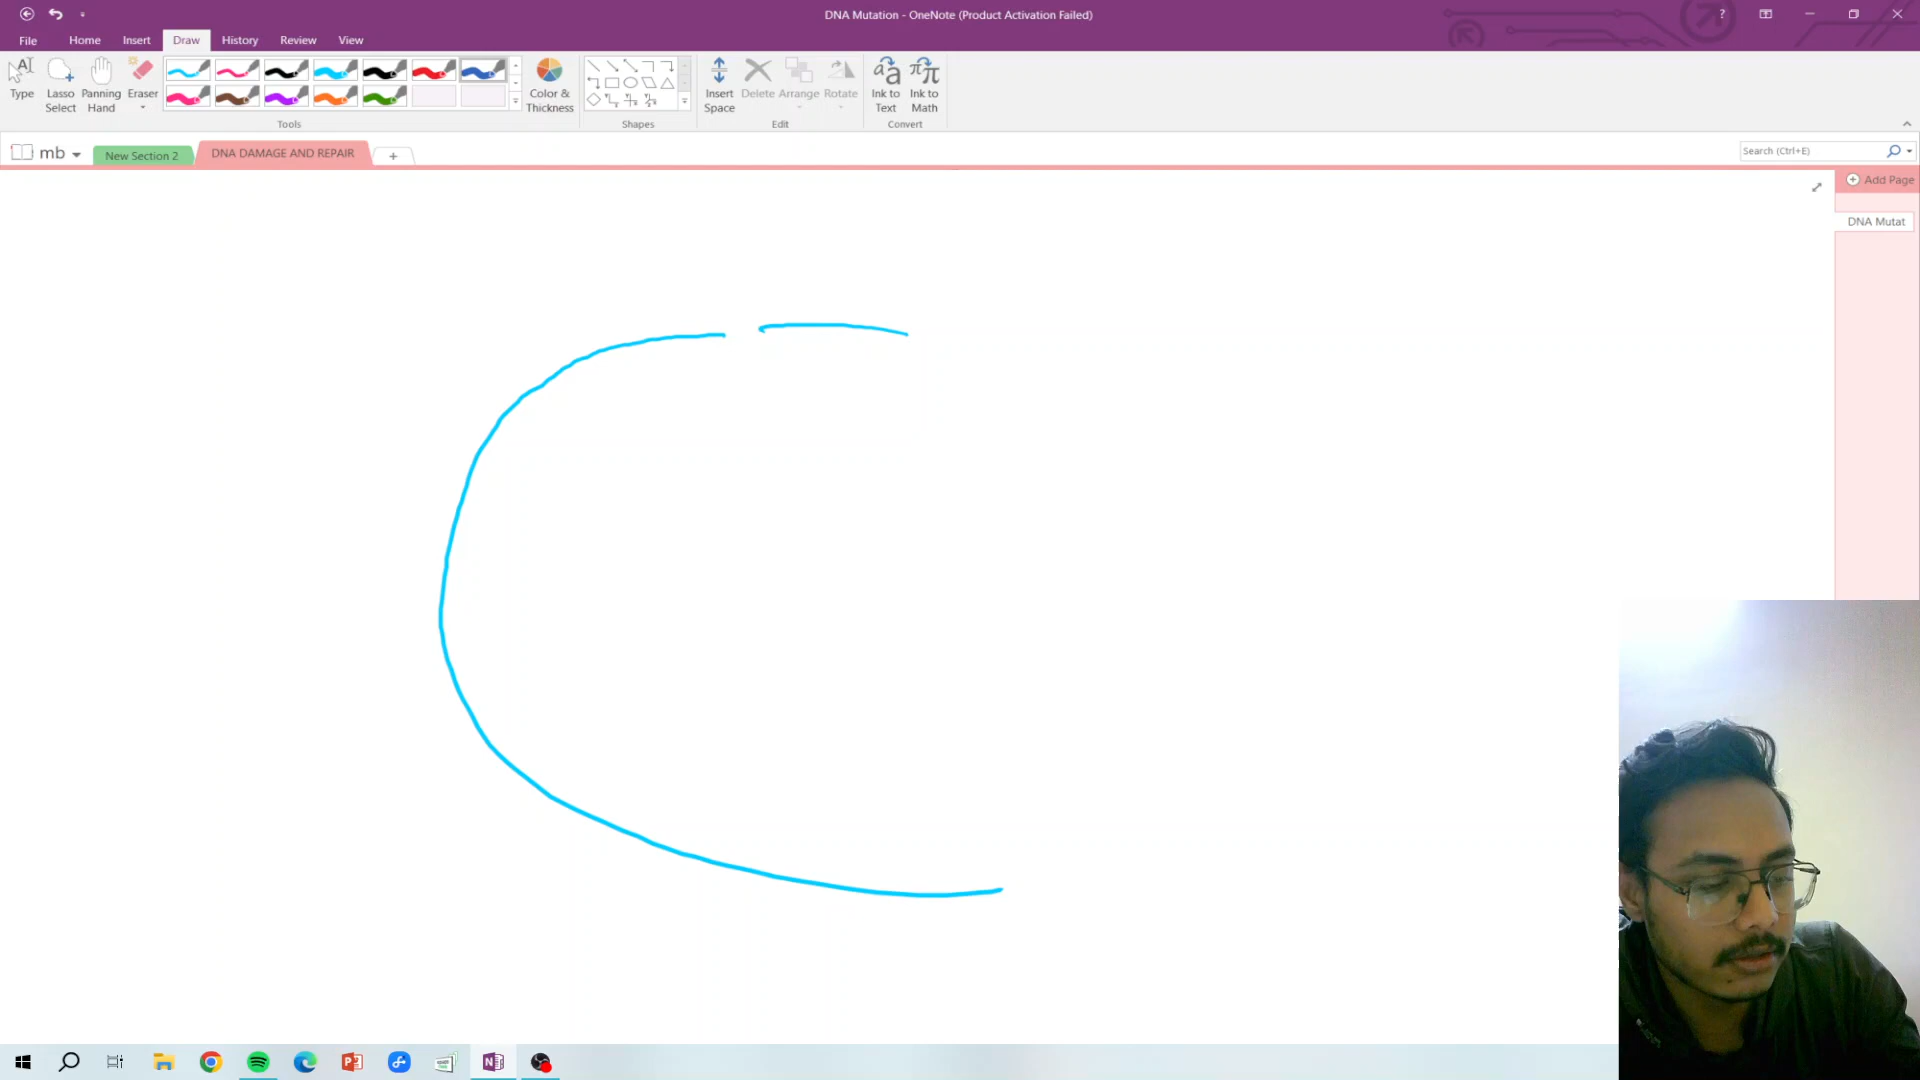 DNA Mutation - OneNote (Product Activation Failed)
?
File Home Insert Draw History Review View
Type
Lasso Select
Panning Hand
Eraser
Color & Thickness
Insert Space
Delete
Arrange
Rotate
Ink to Text
Ink to Math
Tools
Shapes
Edit
Convert
mb
New Section 2
DNA DAMAGE AND REPAIR
+
Search (Ctrl+E)
Add Page
DNA Mutat